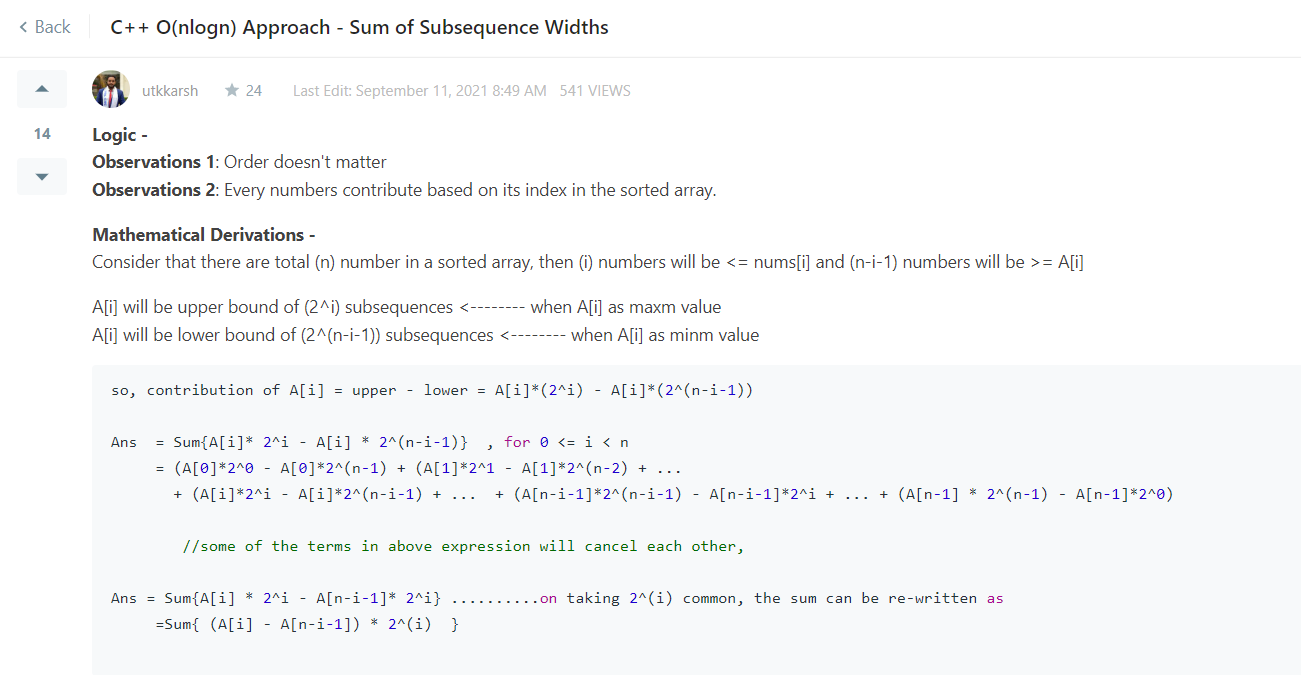 Back
C++ O(nlogn) Approach - Sum of Subsequence Widths
utkkarsh ★ 24 Last Edit: September 11, 2021 8:49 AM 541 VIEWS
14
Logic -
Observations 1: Order doesn't matter
Observations 2: Every numbers contribute based on its index in the sorted array.
Mathematical Derivations -
Consider that there are total (n) number in a sorted array, then (i) numbers will be <= nums[i] and (n-i-1) numbers will be >= A[i]
A[i] will be upper bound of (2^i) subsequences <-------- when A[i] as maxm value
A[i] will be lower bound of (2^(n-i-1)) subsequences <-------- when A[i] as minm value
so, contribution of A[i] = upper - lower = A[i]*(2^i) - A[i]*(2^(n-i-1))
Ans = Sum{A[i]* 2^i - A[i] * 2^(n-i-1)} , for 0 <= i < n
= (A[0]*2^0 - A[0]*2^(n-1) + (A[1]*2^1 - A[1]*2^(n-2) + ...
+ (A[i]*2^i - A[i]*2^(n-i-1) + ... + (A[n-i-1]*2^(n-i-1) - A[n-i-1]*2^i + ... + (A[n-1] * 2^(n-1) - A[n-1]*2^0)
//some of the terms in above expression will cancel each other,
Ans = Sum{A[i] * 2^i - A[n-i-1]* 2^i} ..........on taking 2^(i) common, the sum can be re-written as
=Sum{ (A[i] - A[n-i-1]) * 2^(i) }